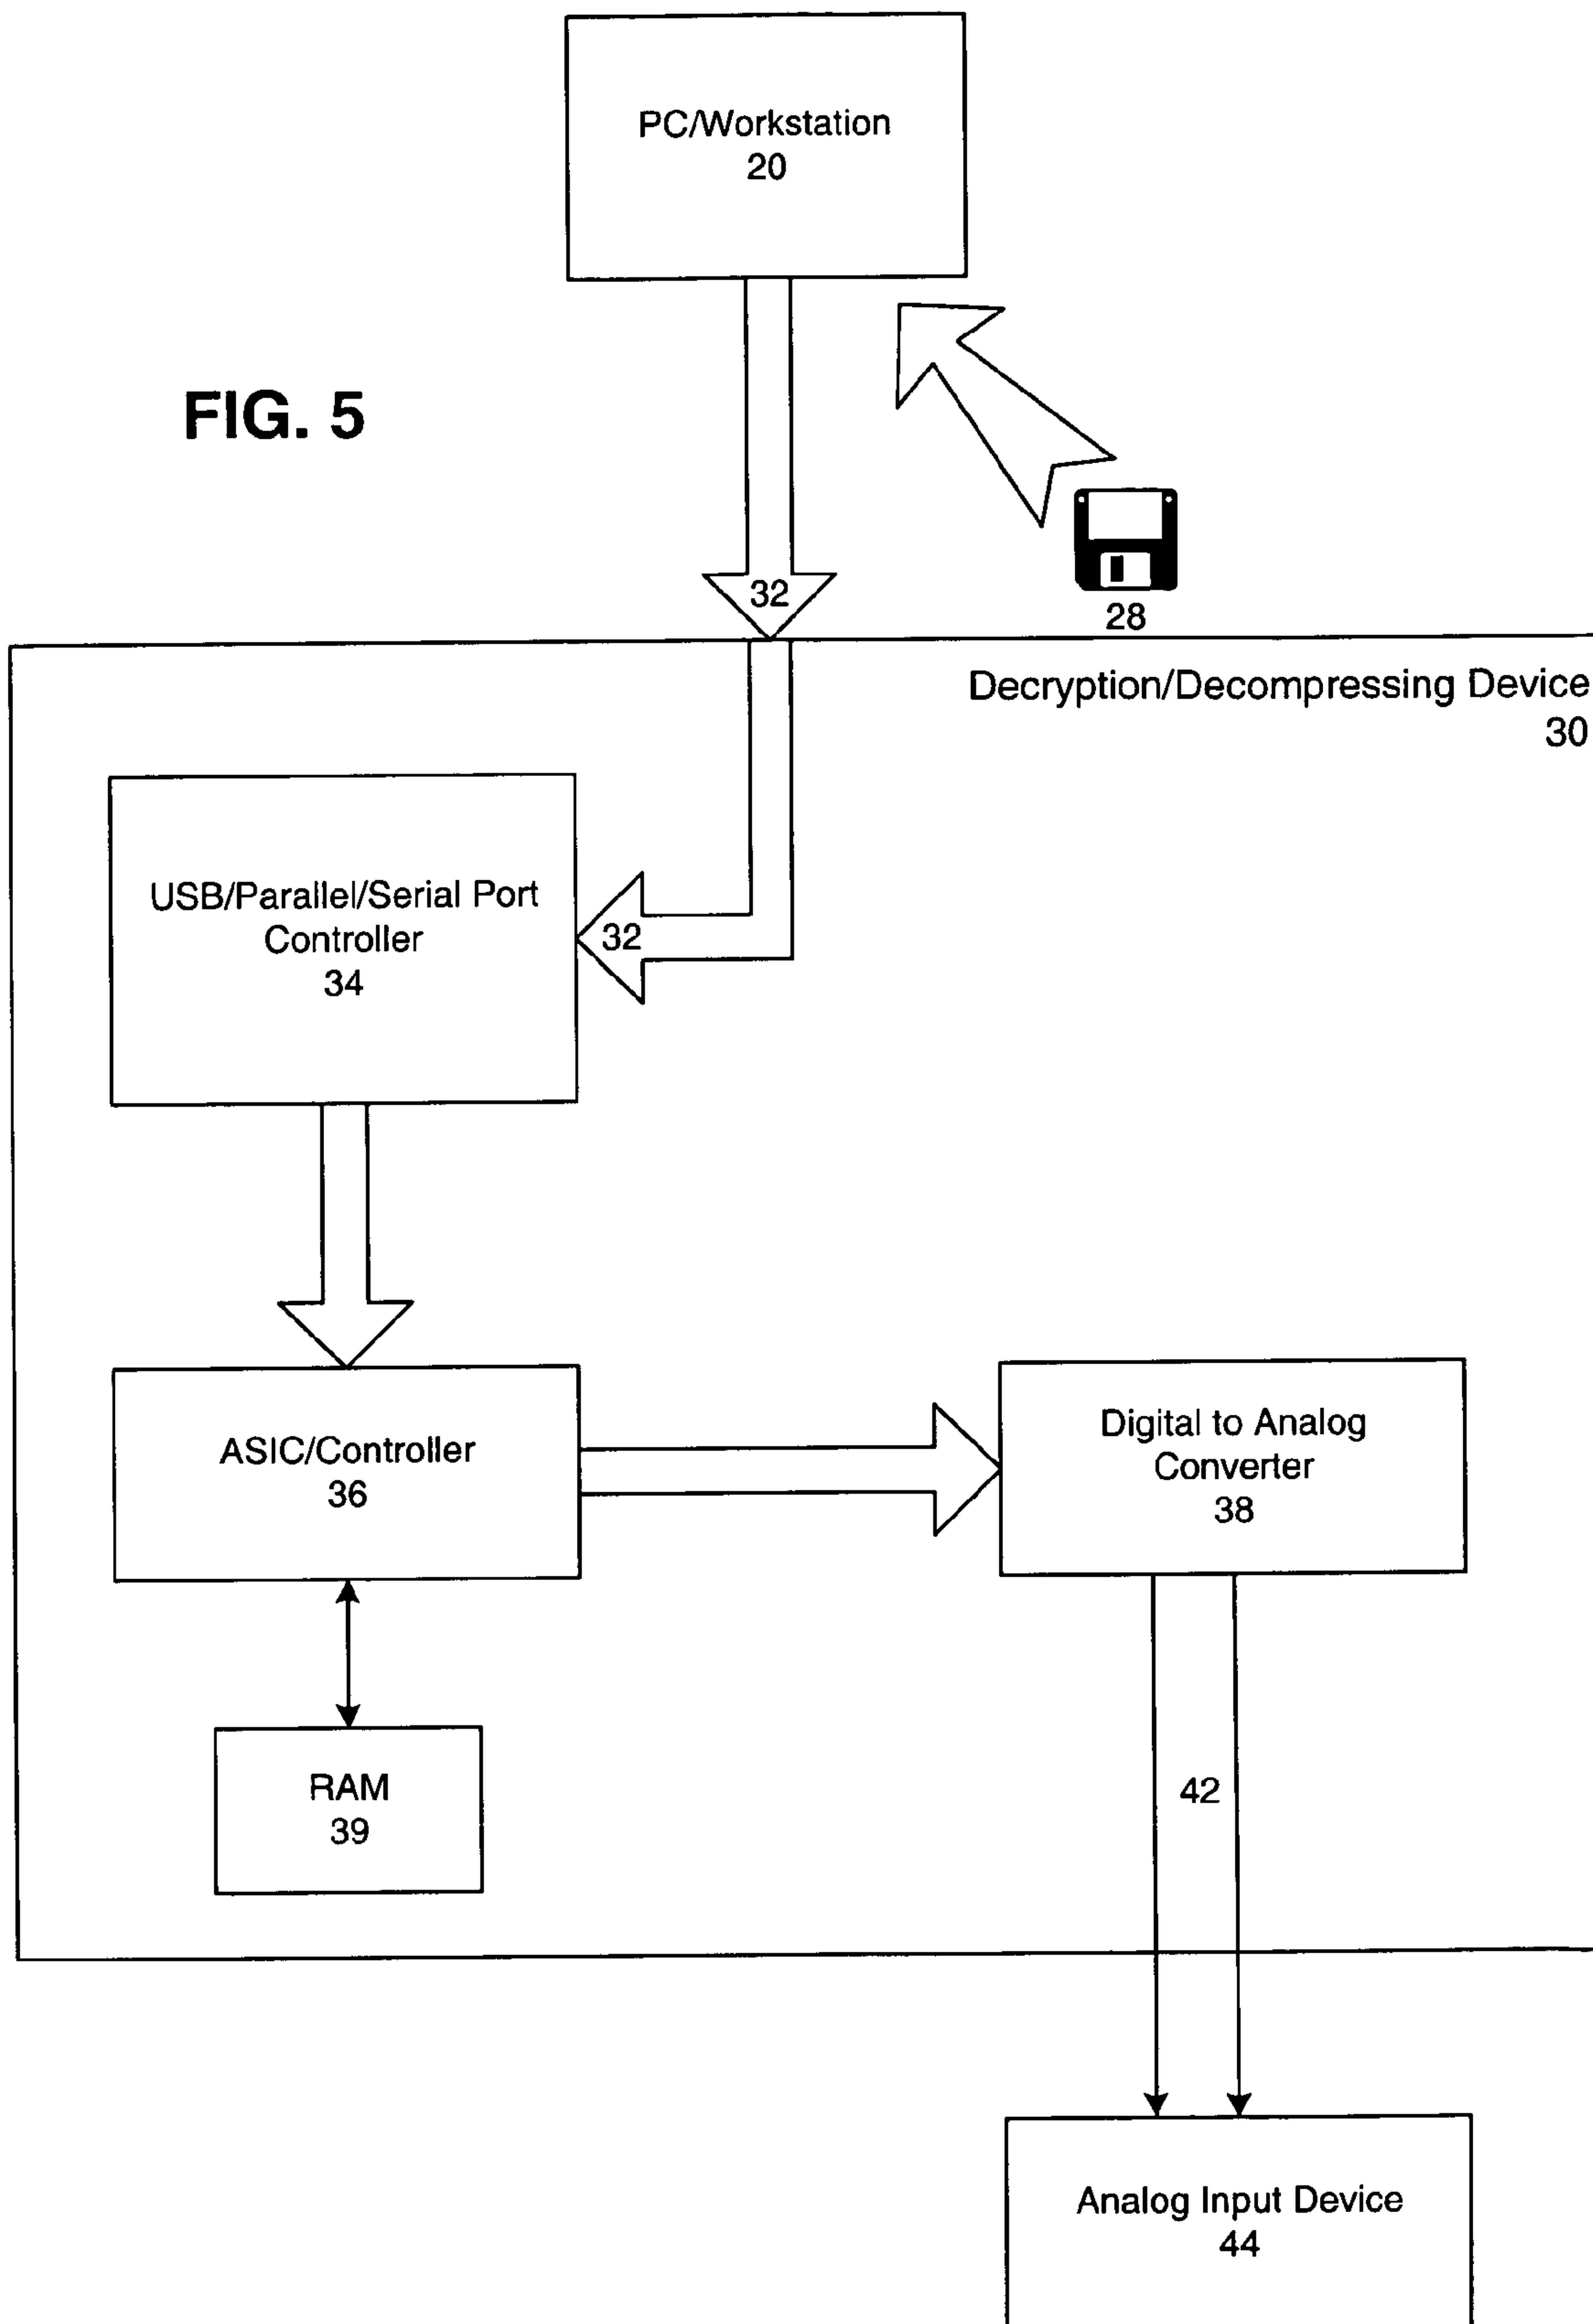 PC/Workstation
20
FIG. 5
32
28
Decryption/Decompressing Device
30
USB/Parallel/Serial Port
Controller
34
32
ASIC/Controller
36
Digital to Analog
Converter
38
RAM
39
42
Analog Input Device
44